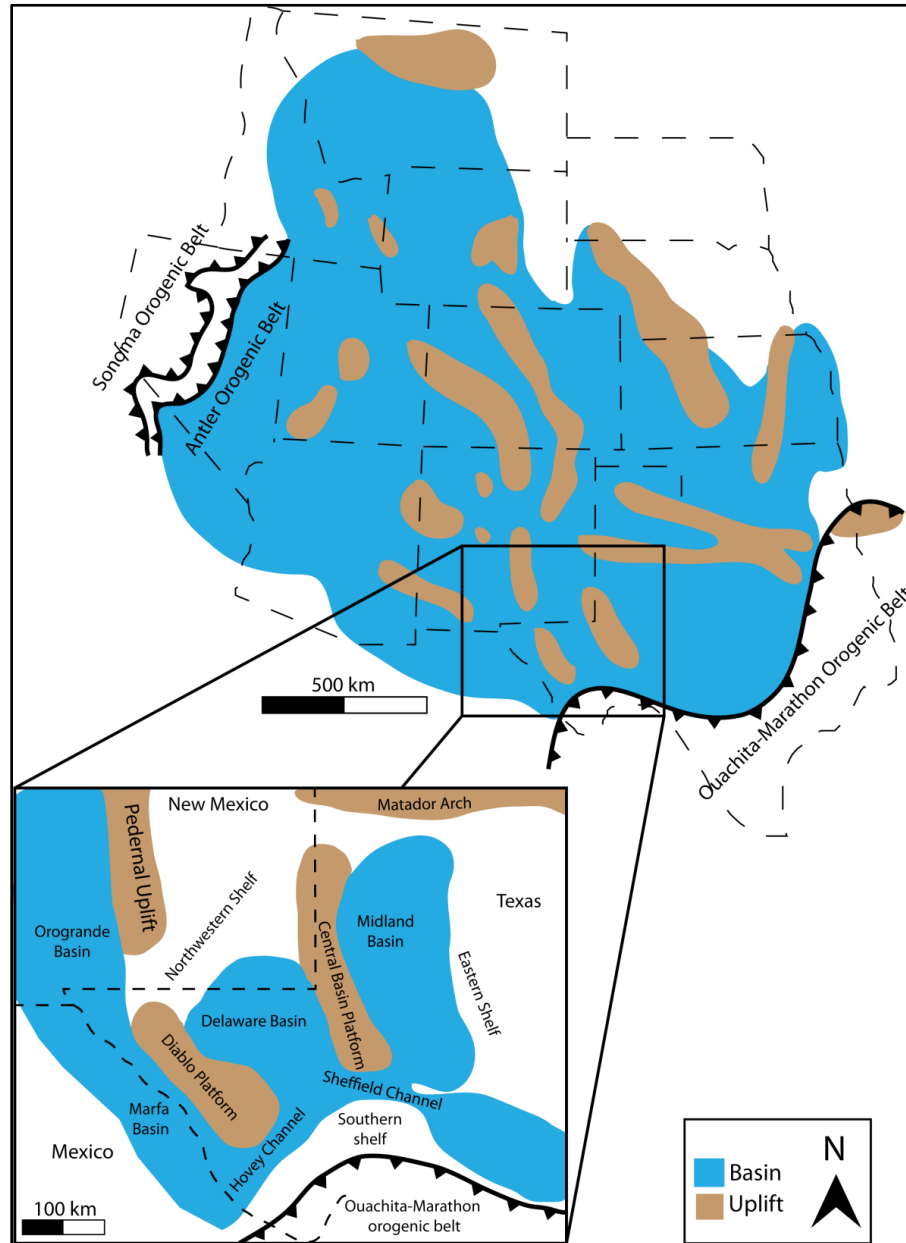 Sonoma Orogenic Belt
Antler Orogenic Belt
500 km
Ouachita-Marathon Orogenic Belt
New Mexico
Matador Arch
Pedernal Uplift
Texas
Orogrande
Basin
Northwestern Shelf
Central Basin Platform
Midland
Basin
Eastern Shelf
Delaware Basin
Diablo Platform
Sheffield Channel
Marfa
Basin
Hovey Channel
Southern
shelf
Mexico
100 km
Ouachita-Marathon
orogenic belt
N
Basin
Uplift